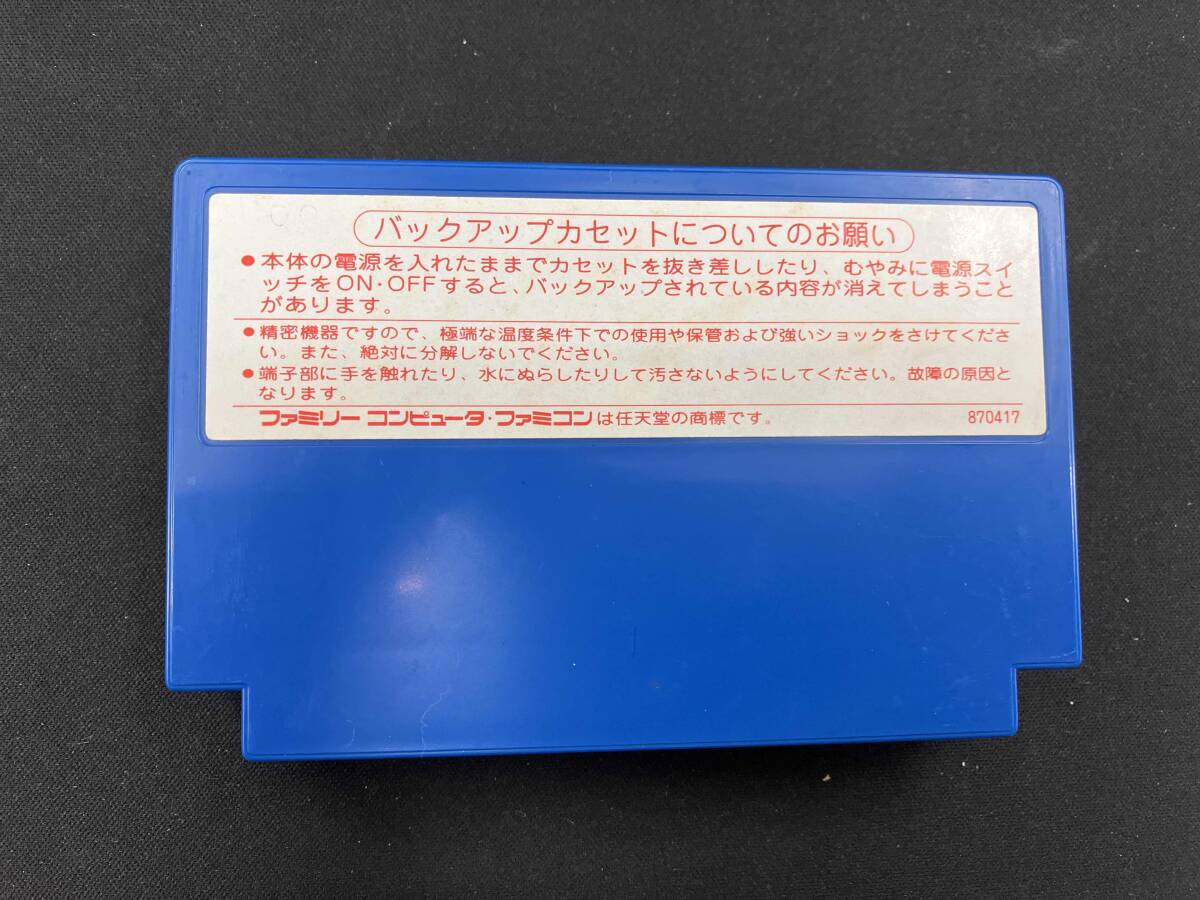 バックアップカセットについてのお願い
●本体の電源を入れたままでカセットを抜き差ししたり、むやみに電源スイ
ッチをON・OFFすると、バックアップされている内容が消えてしまうこと
があります。
●精密機器ですので、極端な温度条件下での使用や保管および強いショックをさけてくださ
い。また、絶対に分解しないでください。
●端子部に手を触れたり、水にぬらしたりして汚さないようにしてください。故障の原因と
なります。
ファミリーコンピュータ・ファミコンは任天堂の商標です。 870417